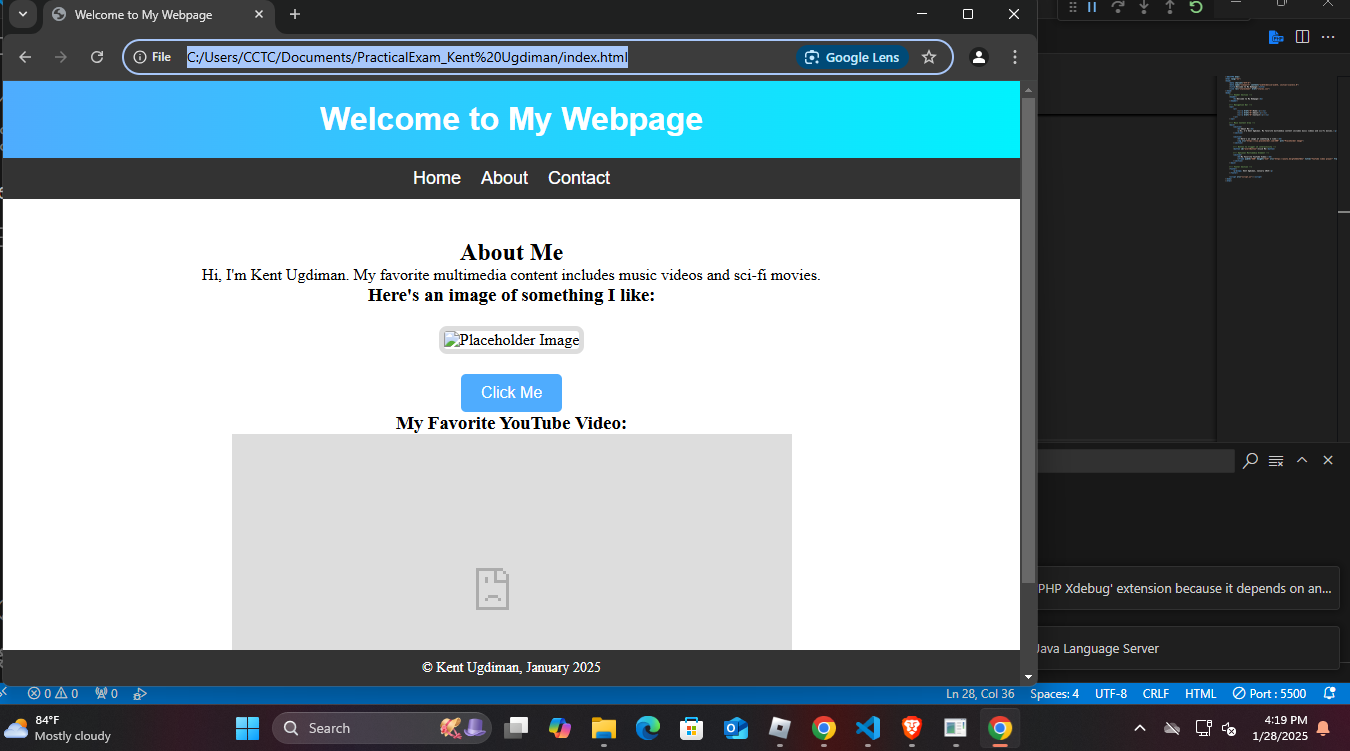 Welcome to My Webpage
File
C:/Users/CCTC/Documents/PracticalExam_Kent%20Ugdiman/index.html
Google Lens
Welcome to My Webpage
Home About Contact
About Me
Hi, I'm Kent Ugdiman. My favorite multimedia content includes music videos and sci-fi movies.
Here's an image of something I like:
Placeholder Image
Click Me
My Favorite YouTube Video:
© Kent Ugdiman, January 2025
PHP Xdebug' extension because it depends on an...
Java Language Server
0 0 0 Ln 28, Col 36 Spaces: 4 UTF-8 CRLF HTML Port : 5500
84°F
Mostly cloudy
Search
4:19 PM
1/28/2025